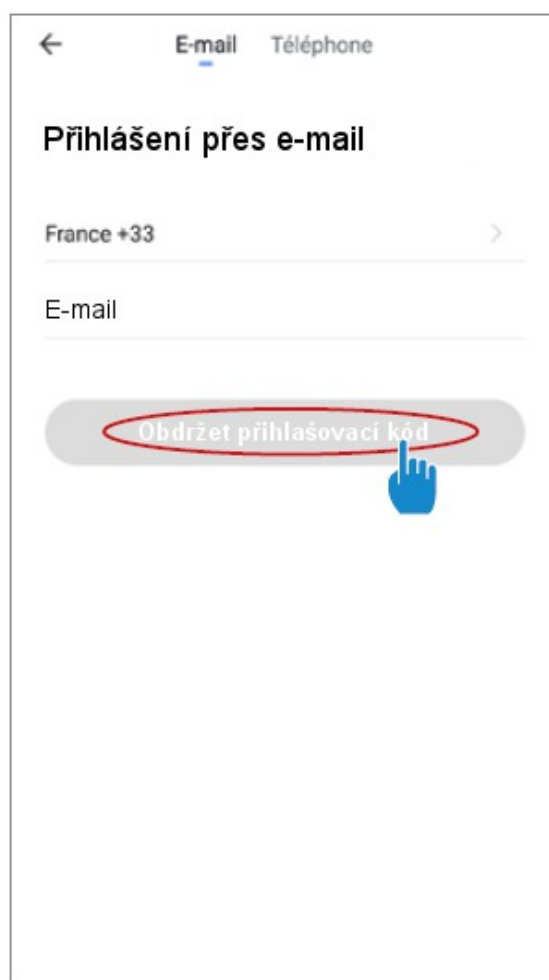 E-mail Téléphone
Přihlášení přes e-mail
France +33
E-mail
Obdržet přihlašovací kód